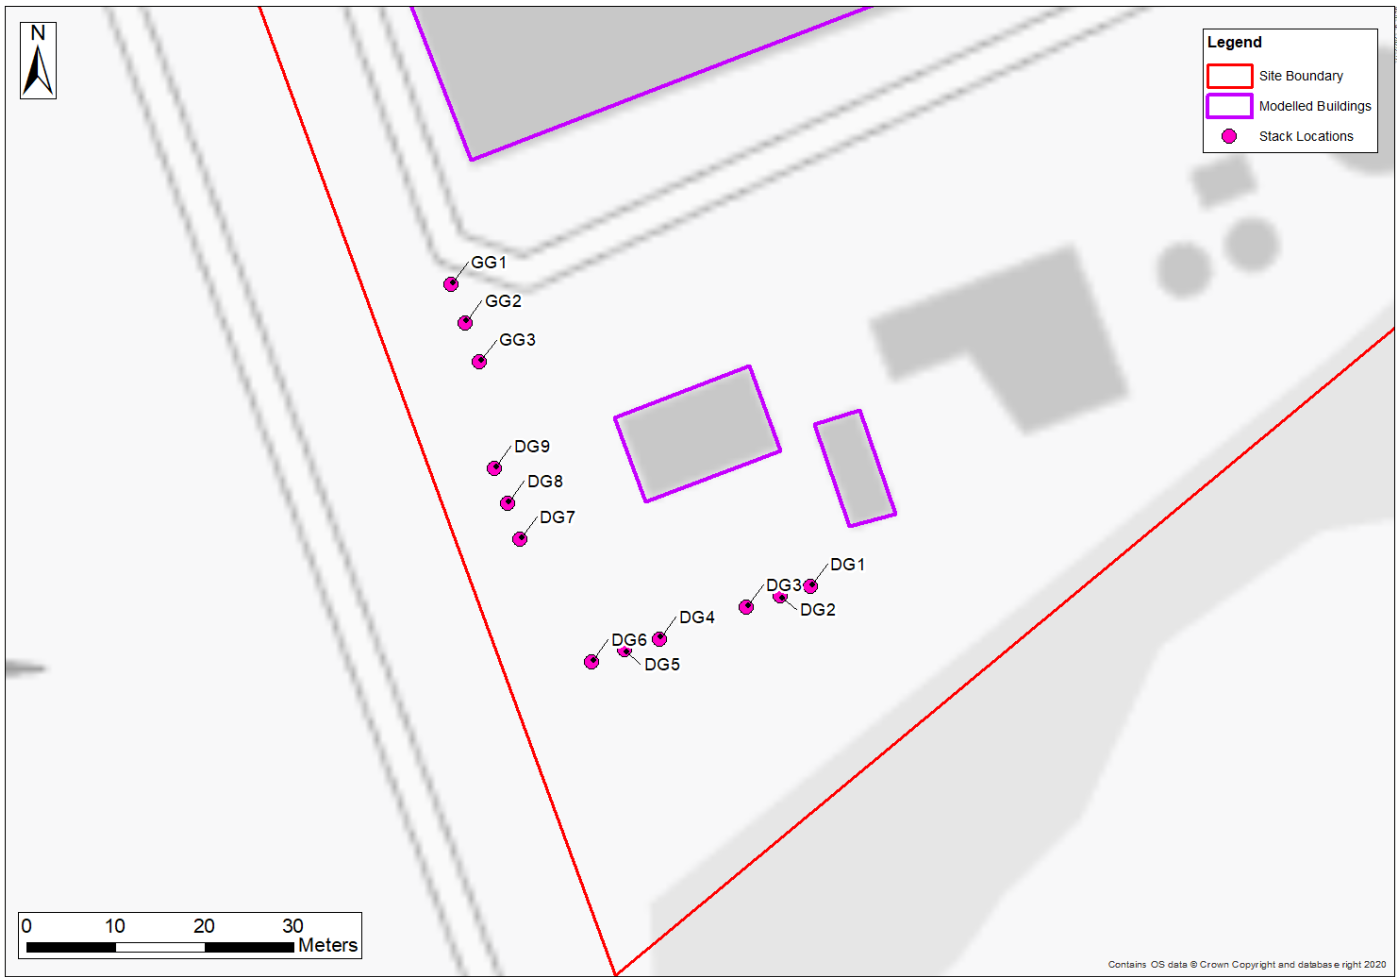 N
Legend
Site Boundary
Modelled Buildings
Stack Locations
GG1
GG2
GG3
DG9
DG8
DG7
DG1
DG3
DG2
DG4
DG6
DG5
0 10 20 30
Meters
Contains OS data © Crown Copyright and database right 2020